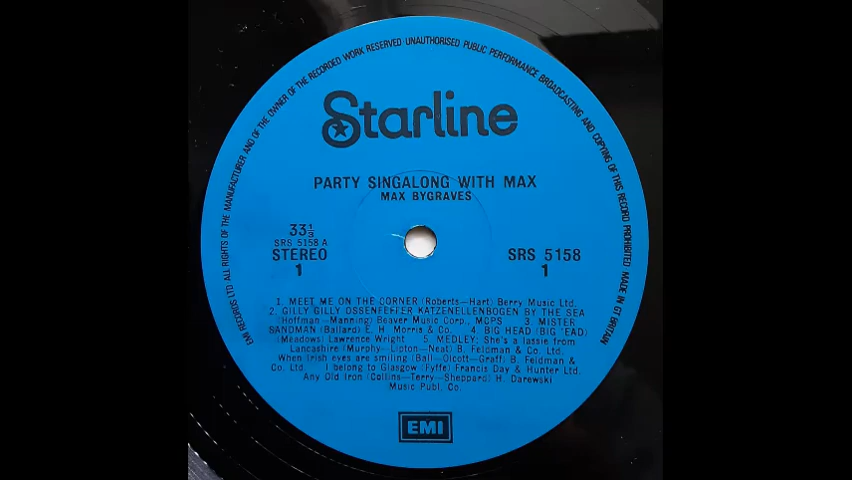 EMI RECORDS LTD ALL RIGHTS OF THE MANUFACTURER AND OF THE OWNER OF THE RECORDED WORK RESERVED UNAUTHORISED PUBLIC PERFORMANCE BROADCASTING AND COPYING OF THIS RECORD PROHIBITED MADE IN GT BRITAIN
Starline
PARTY SINGALONG WITH MAX
MAX BYGRAVES
33⅓
SRS 5158 A
STEREO
1
SRS 5158
1
1. MEET ME ON THE CORNER (Roberts—Hart) Berry Music Ltd.
2. GILLY GILLY OSSENFEFFER KATZENELLENBOGEN BY THE SEA
(Hoffman—Manning) Beaver Music Corp., MCPS 3. MISTER
SANDMAN (Ballard) E. H. Morris & Co. 4. BIG HEAD (BIG 'EAD)
(Meadows) Lawrence Wright 5. MEDLEY: She's a lassie from
Lancashire (Murphy—Lipton—Neat) B. Feldman & Co. Ltd.
When Irish eyes are smiling (Ball—Olcott—Graff) B. Feldman &
Co. Ltd. I belong to Glasgow (Fyffe) Francis Day & Hunter Ltd.
Any Old Iron (Collins—Terry—Sheppard) H. Darewski
Music Publ. Co.
EMI